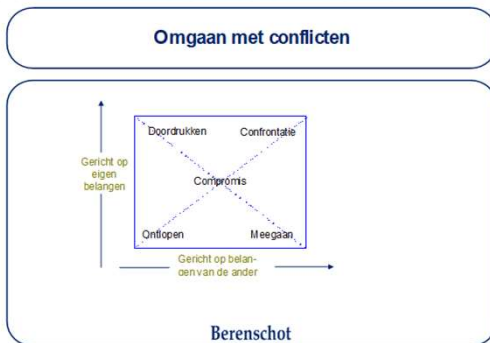 Omgaan met conflicten
Doordrukken Confrontatie
Gericht op
eigen
belangen
Compromis
Ontlopen Meegaan
Gericht op belan-
gen van de ander
Berenschot